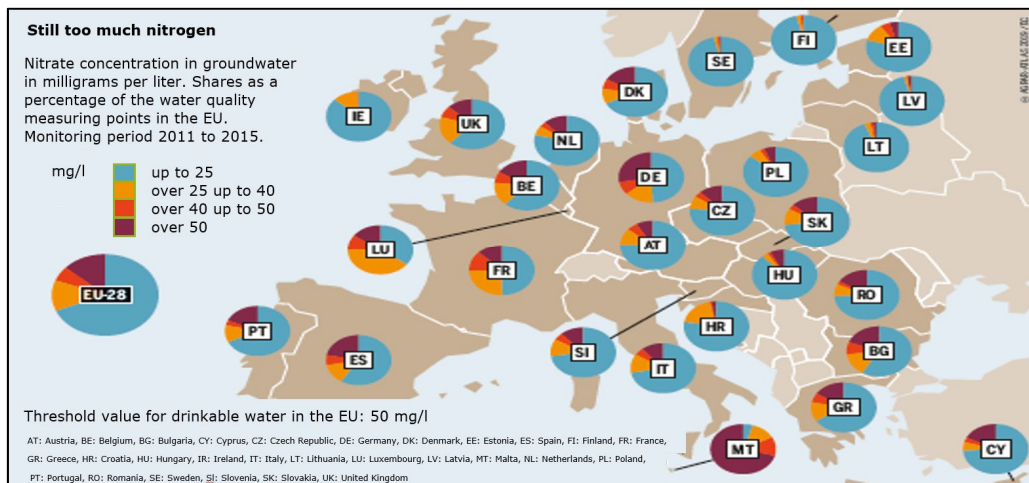 Still too much nitrogen
Nitrate concentration in groundwater
in milligrams per liter. Shares as a
percentage of the water quality
measuring points in the EU.
Monitoring period 2011 to 2015.
mg/l
up to 25
over 25 up to 40
over 40 up to 50
over 50
EU-28
FI
SE
EE
LV
LT
DK
IE
UK
NL
BE
DE
PL
CZ
SK
LU
AT
FR
HU
RO
PT
ES
SI
HR
IT
BG
GR
MT
CY
Threshold value for drinkable water in the EU: 50 mg/l
AT: Austria, BE: Belgium, BG: Bulgaria, CY: Cyprus, CZ: Czech Republic, DE: Germany, DK: Denmark, EE: Estonia, ES: Spain, FI: Finland, FR: France,
GR: Greece, HR: Croatia, HU: Hungary, IR: Ireland, IT: Italy, LT: Lithuania, LU: Luxembourg, LV: Latvia, MT: Malta, NL: Netherlands, PL: Poland,
PT: Portugal, RO: Romania, SE: Sweden, SI: Slovenia, SK: Slovakia, UK: United Kingdom